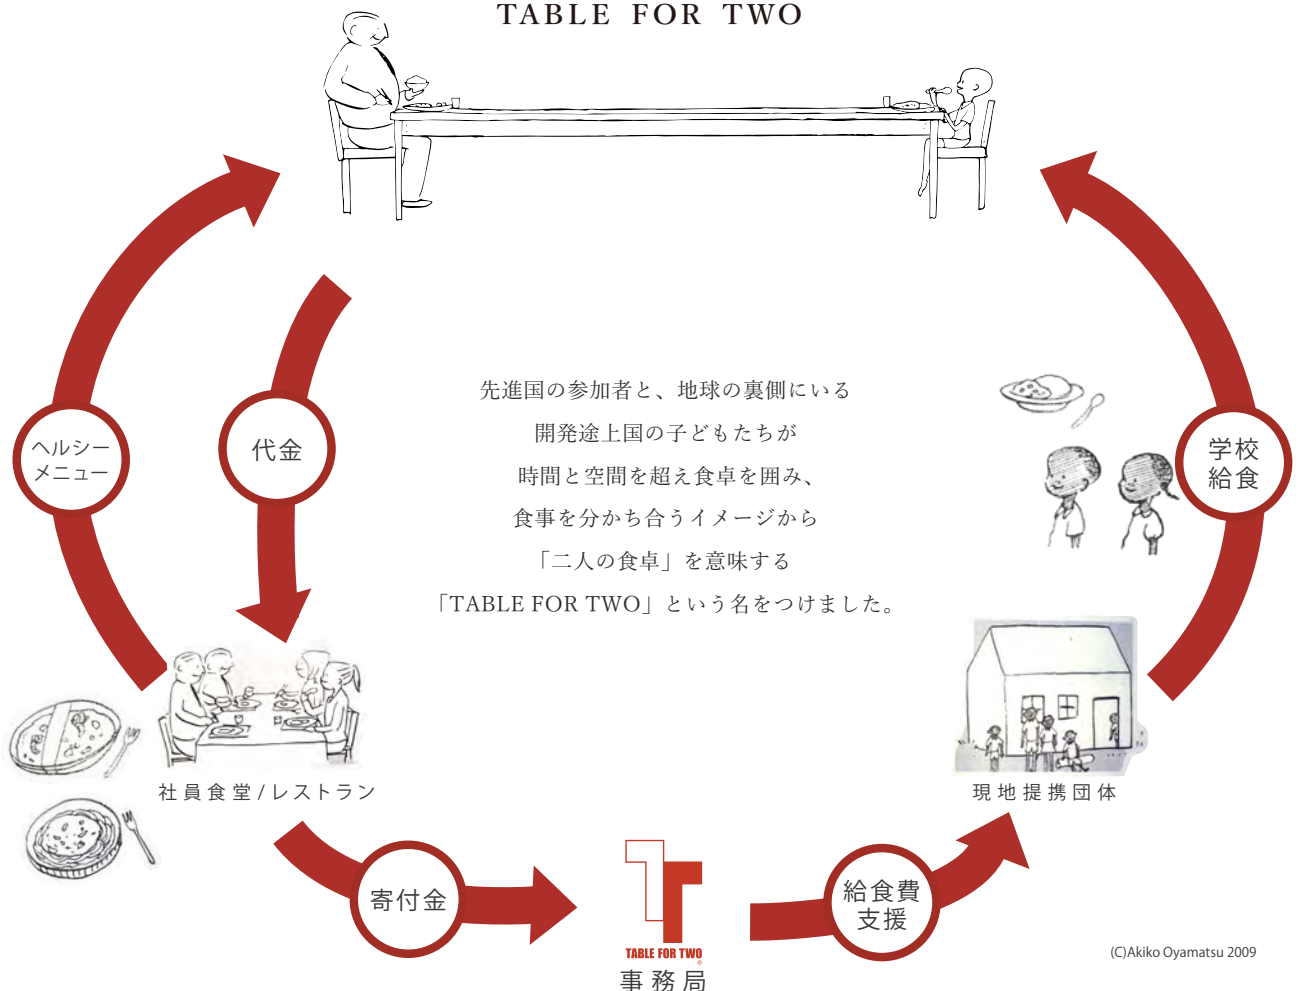 TABLE FOR TWO
先進国の参加者と、地球の裏側にいる
開発途上国の子どもたちが
時間と空間を超え食卓を囲み、
食事を分かち合うイメージから
「二人の食卓」を意味する
「TABLE FOR TWO」という名をつけました。
ヘルシー
メニュー
代金
学校
給食
社員食堂/レストラン
現地提携団体
寄付金
給食費
支援
TABLE FOR TWO
®
事務局
(C)Akiko Oyamatsu 2009